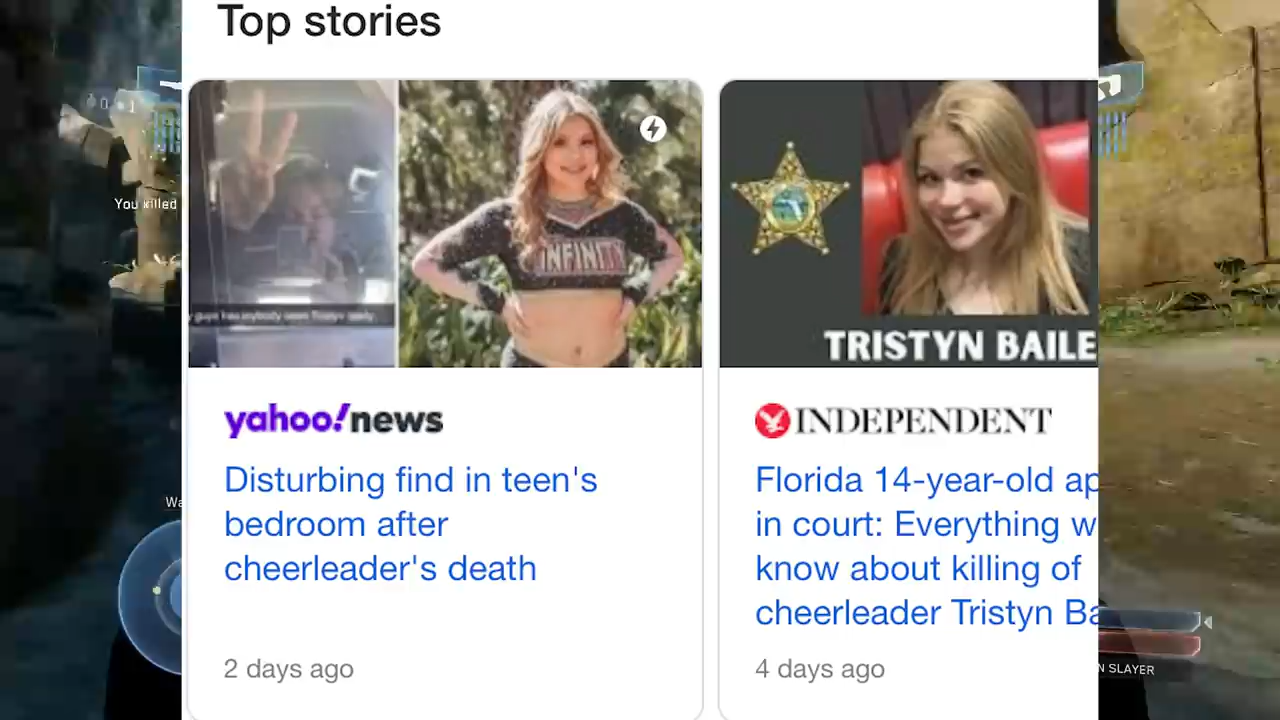 Top stories
You killed
INFINITY
TRISTYN BAILE
yahoo!news
INDEPENDENT
Disturbing find in teen's
bedroom after
cheerleader's death
Florida 14-year-old ap
in court: Everything w
know about killing of
cheerleader Tristyn Ba
2 days ago
4 days ago
Wa
N SLAYER